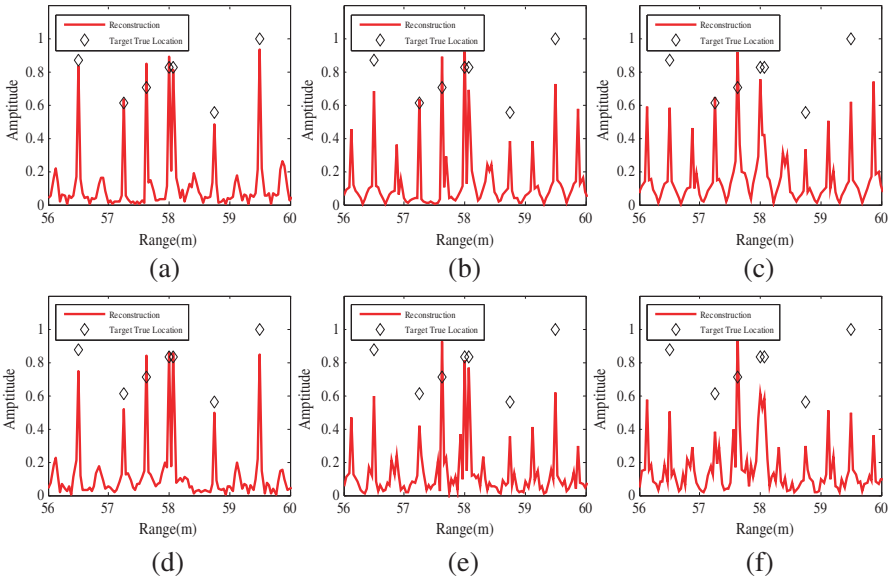 Reconstruction
Target True Location
Amptitude
1
0.8
0.6
0.4
0.2
0
56 57 58 59 60
Range(m)
(a)
Reconstruction
Target True Location
Amptitude
1
0.8
0.6
0.4
0.2
0
56 57 58 59 60
Range(m)
(b)
Reconstruction
Target True Location
Amptitude
1
0.8
0.6
0.4
0.2
0
56 57 58 59 60
Range(m)
(c)
Reconstruction
Target True Location
Amptitude
1
0.8
0.6
0.4
0.2
0
56 57 58 59 60
Range(m)
(d)
Reconstruction
Target True Location
Amptitude
1
0.8
0.6
0.4
0.2
0
56 57 58 59 60
Range(m)
(e)
Reconstruction
Target True Location
Amptitude
1
0.8
0.6
0.4
0.2
0
56 57 58 59 60
Range(m)
(f)